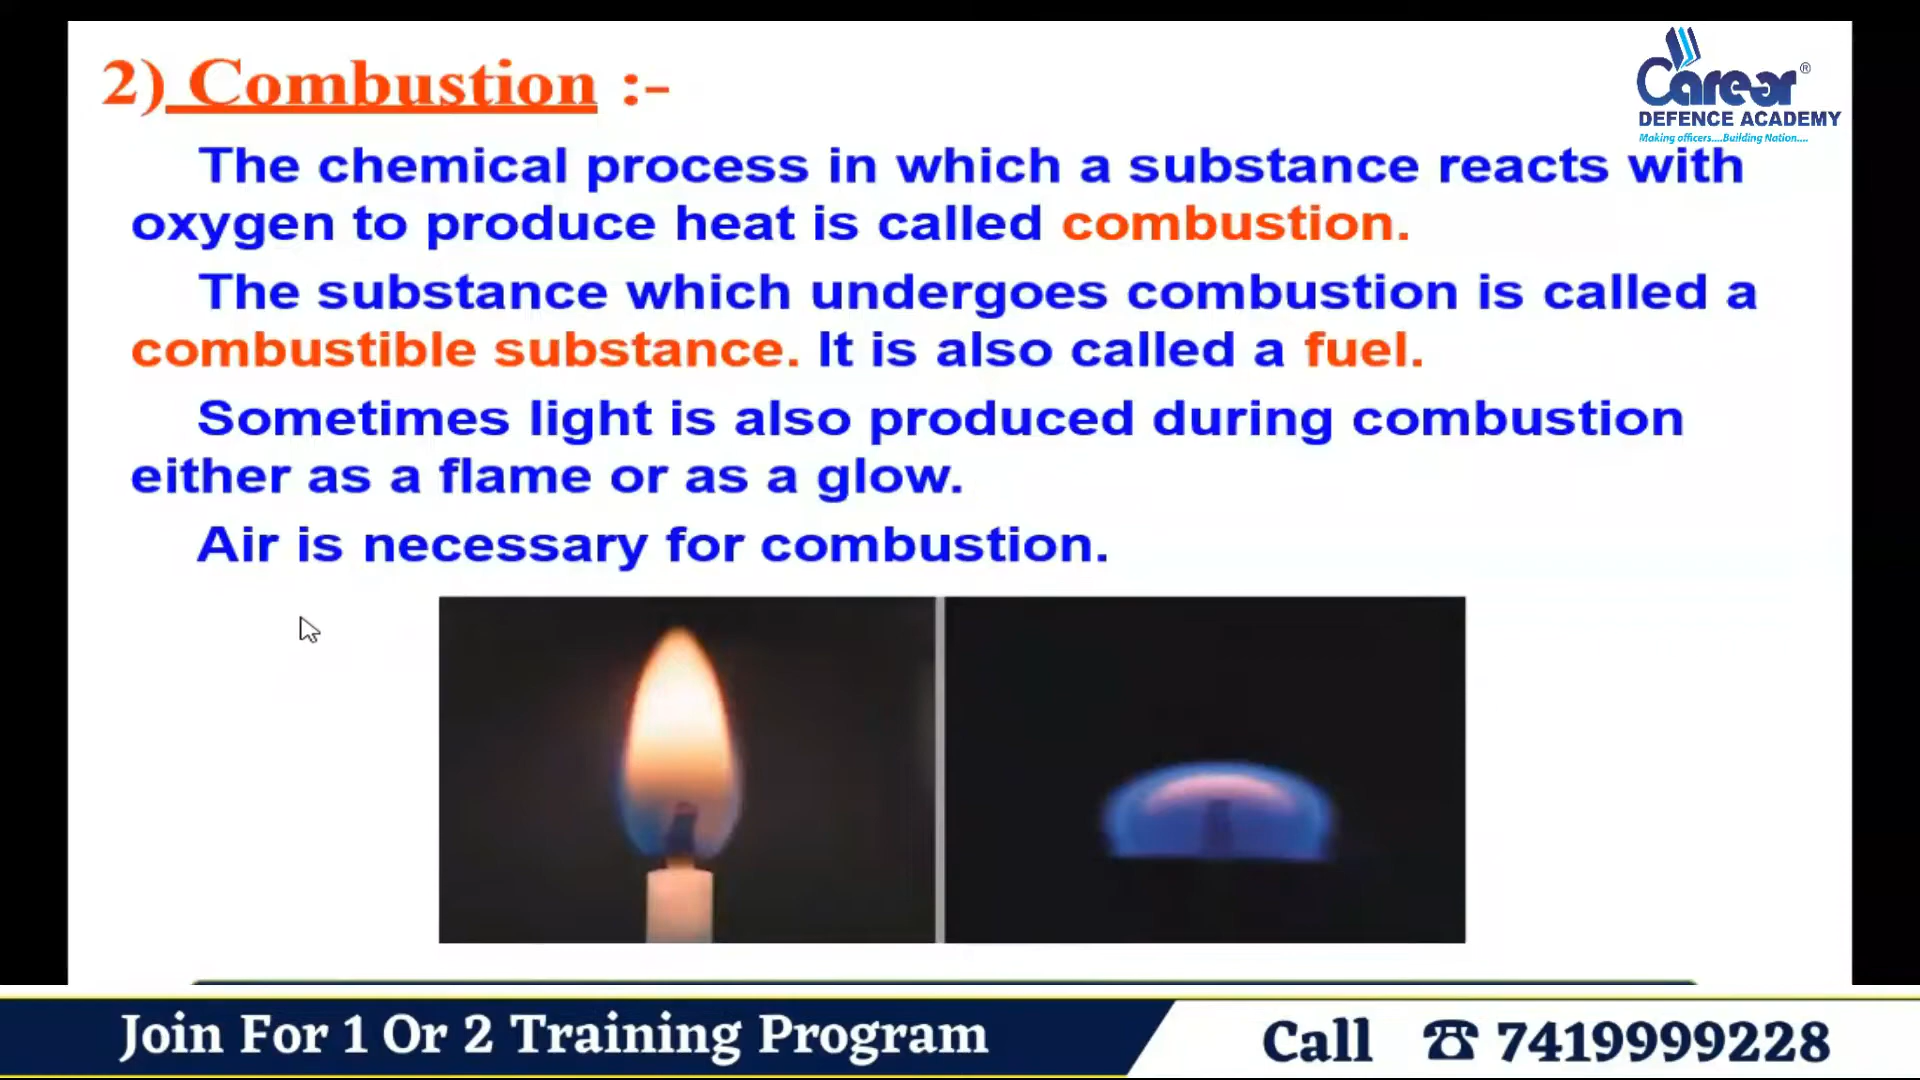 2) Combustion :-
Carear®
DEFENCE ACADEMY
Making officers....Building Nation....
The chemical process in which a substance reacts with
oxygen to produce heat is called combustion.
The substance which undergoes combustion is called a
combustible substance. It is also called a fuel.
Sometimes light is also produced during combustion
either as a flame or as a glow.
Air is necessary for combustion.
Join For 1 Or 2 Training Program
Call ☎ 7419999228